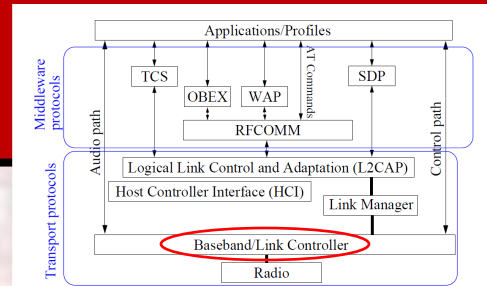 Applications/Profiles
Middleware
protocols
TCS
OBEX
WAP
AT Commands
SDP
RFCOMM
Audio path
Control path
Transport protocols
Logical Link Control and Adaptation (L2CAP)
Host Controller Interface (HCI)
Link Manager
Baseband/Link Controller
Radio